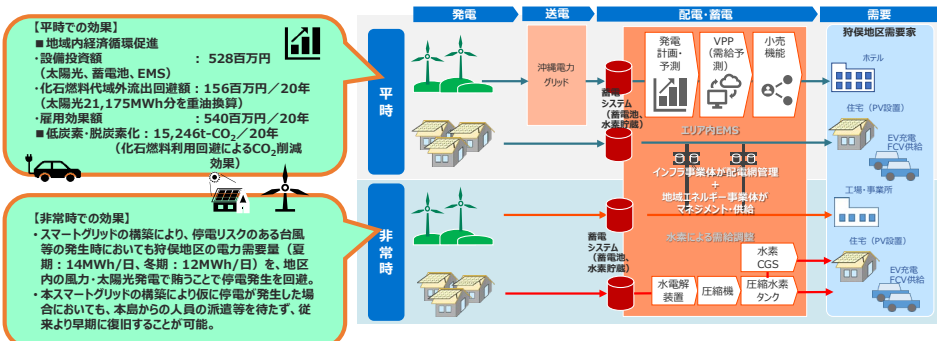 【平時での効果】
■地域内経済循環促進
・設備投資額 : 528百万円
（太陽光、蓄電池、EMS）
・化石燃料代域外流出回避額：156百万円／20年
（太陽光21,175MWh分を重油換算）
・雇用効果額 ：540百万円／20年
■低炭素・脱炭素化：15,246t-CO2／20年
（化石燃料利用回避によるCO2削減
効果）
【非常時での効果】
・スマートグリッドの構築により、停電リスクのある台風
等の発生時においても狩俣地区の電力需要量（夏
期：14MWh/日、冬期：12MWh/日）を、地区
内の風力・太陽光発電で賄うことで停電発生を回避。
・本スマートグリッドの構築により仮に停電が発生した場
合においても、本島からの人員の派遣等を待たず、従
来より早期に復旧することが可能。
発電
送電
配電・蓄電
需要
平時
沖縄電力
グリッド
蓄電
システム
（蓄電池、
水素貯蔵）
発電
計画・
予測
VPP
（需給予
測）
小売
機能
エリア内EMS
インフラ事業体が配電網管理
＋
地域エネルギー事業体が
マネジメント・供給
狩俣地区需要家
ホテル
住宅（PV設置）
EV充電
FCV供給
非常時
蓄電
システム
（蓄電池、
水素貯蔵）
水素による需給調整
水素
CGS
水電解
装置
圧縮機
圧縮水素
タンク
工場・事業所
住宅（PV設置）
EV充電
FCV供給